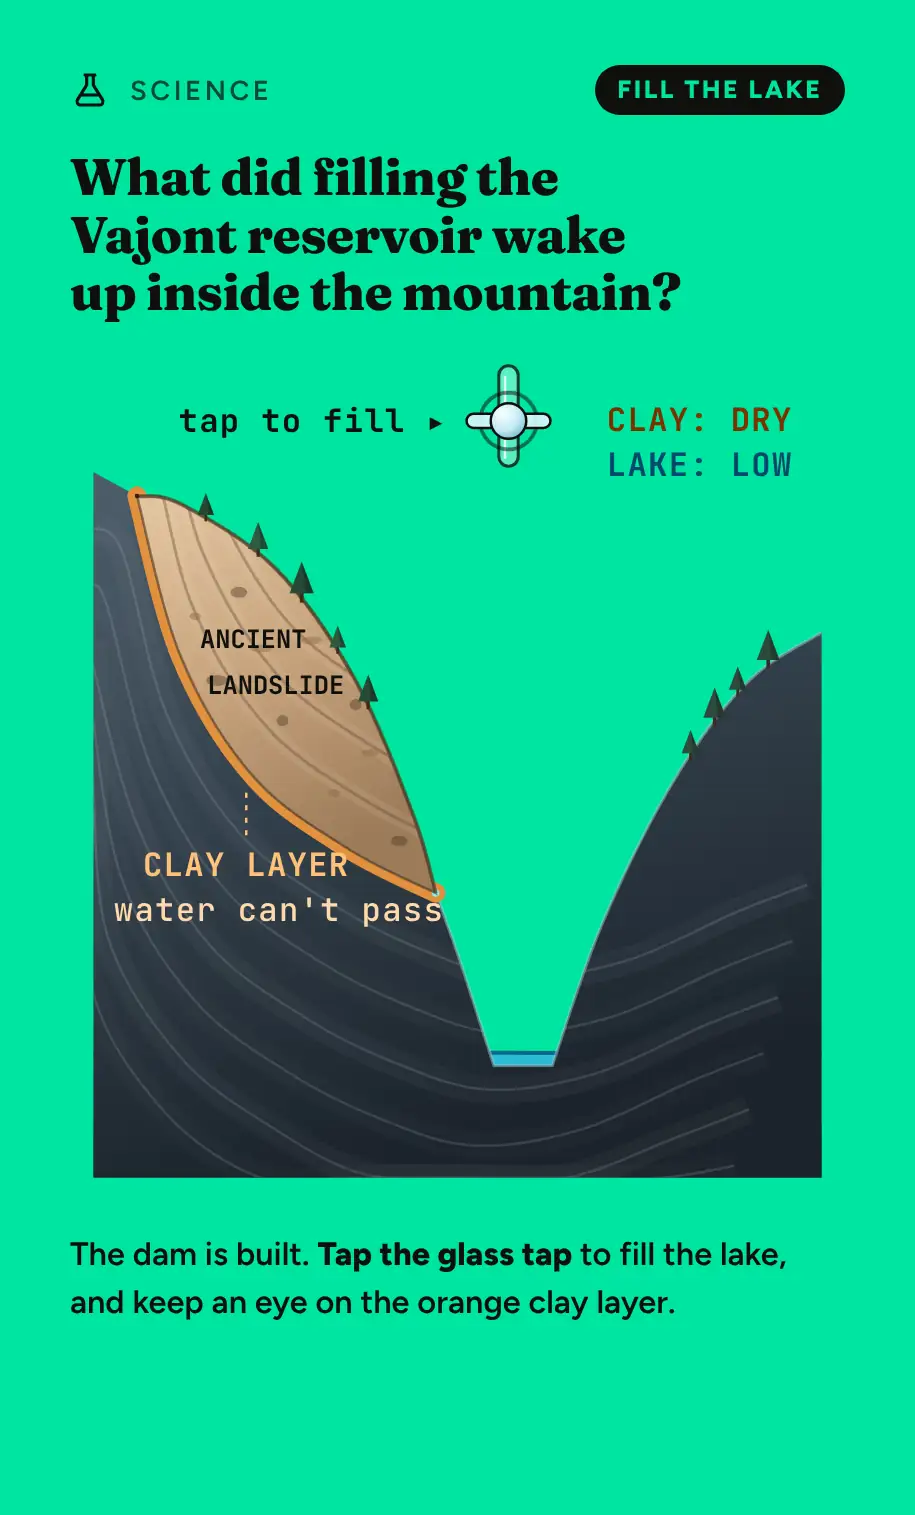 SCIENCE
FILL THE LAKE
What did filling the
Vajont reservoir wake
up inside the mountain?
tap to fill ▸
CLAY: DRY
LAKE: LOW
ANCIENT
LANDSLIDE
CLAY LAYER
water can't pass
The dam is built. Tap the glass tap to fill the lake,
and keep an eye on the orange clay layer.